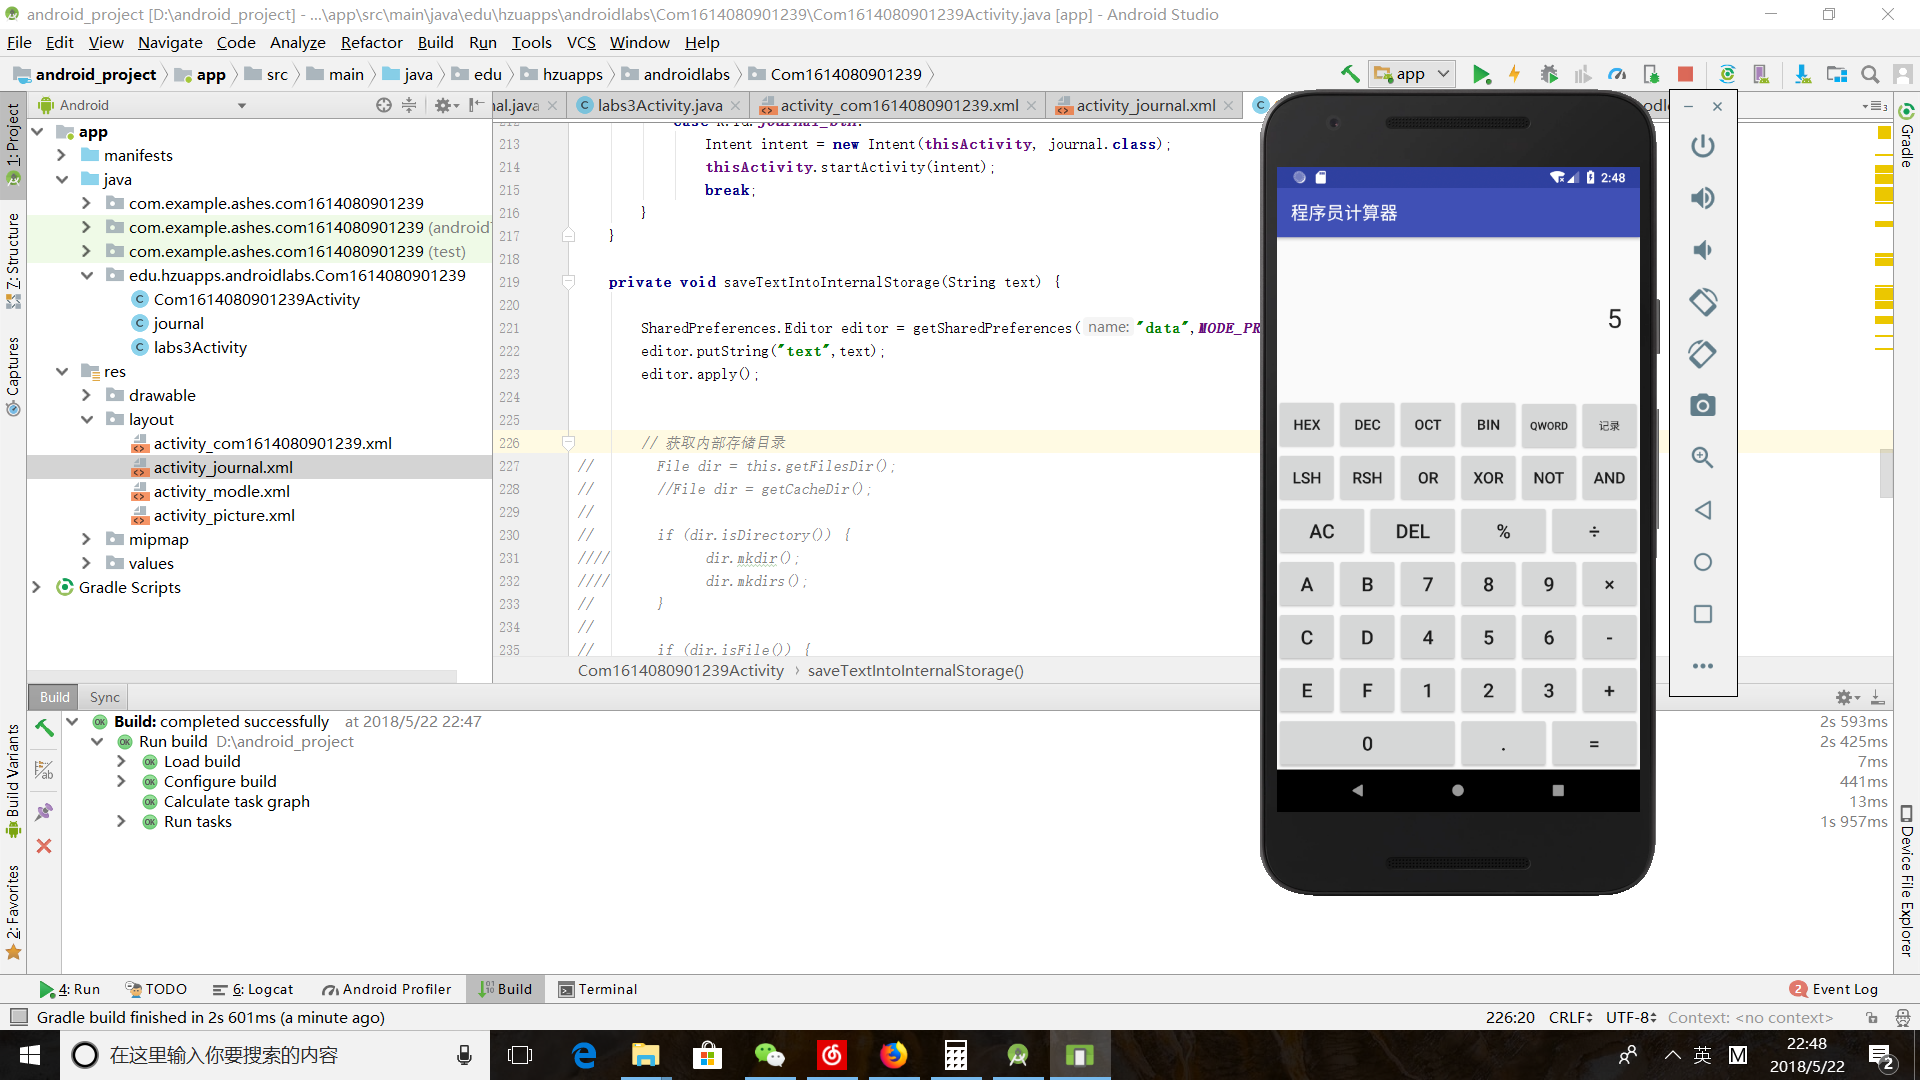 android_project [D:\android_project] - ...\app\src\main\java\edu\hzuapps\androidlabs\Com1614080901239\Com1614080901239Activity.java [app] - Android Studio
File Edit View Navigate Code Analyze Refactor Build Run Tools VCS Window Help
android_project app src main java edu hzuapps androidlabs Com1614080901239
app
Android
nal.java labs3Activity.java activity_com1614080901239.xml activity_journal.xml
3
1: Project
7: Structure
Captures
Build Variants
2: Favorites
app
manifests
java
com.example.ashes.com1614080901239
com.example.ashes.com1614080901239 (android
com.example.ashes.com1614080901239 (test)
edu.hzuapps.androidlabs.Com1614080901239
Com1614080901239Activity
journal
labs3Activity
res
drawable
layout
activity_com1614080901239.xml
activity_journal.xml
activity_modle.xml
activity_picture.xml
mipmap
values
Gradle Scripts
213 Intent intent = new Intent(thisActivity, journal.class);
214 thisActivity.startActivity(intent);
215 break;
216 }
217 }
218
219 private void saveTextIntoInternalStorage(String text) {
220
221 SharedPreferences.Editor editor = getSharedPreferences( name: "data",MODE_PR
222 editor.putString("text",text);
223 editor.apply();
224
225
226 // 获取内部存储目录
227 // File dir = this.getFilesDir();
228 // //File dir = getCacheDir();
229 //
230 // if (dir.isDirectory()) {
231 //// dir.mkdir();
232 //// dir.mkdirs();
233 // }
234 //
235 // if (dir.isFile()) {
Com1614080901239Activity › saveTextIntoInternalStorage()
2:48
程序员计算器
5
HEX DEC OCT BIN QWORD 记录
LSH RSH OR XOR NOT AND
AC DEL % ÷
A B 7 8 9 ×
C D 4 5 6 -
E F 1 2 3 +
0 . =
Gradle
Device File Explorer
Build Sync
Build: completed successfully at 2018/5/22 22:47 2s 593ms
Run build D:\android_project 2s 425ms
Load build 7ms
Configure build 441ms
Calculate task graph 13ms
Run tasks 1s 957ms
4: Run TODO 6: Logcat Android Profiler Build Terminal 2 Event Log
Gradle build finished in 2s 601ms (a minute ago) 226:20 CRLF UTF-8 Context: <no context>
在这里输入你要搜索的内容
英 M 22:48
2018/5/22 2